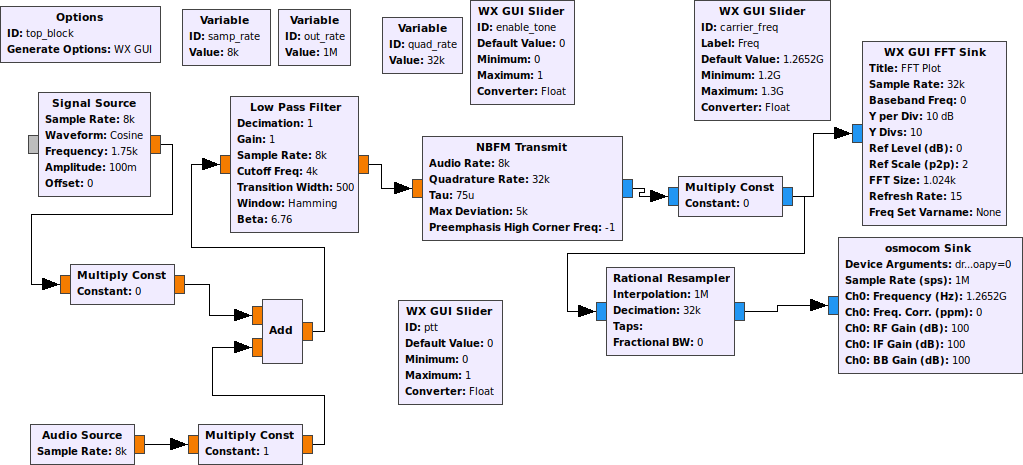 Options
ID: top_block
Generate Options: WX GUI
Variable
ID: samp_rate
Value: 8k
Variable
ID: out_rate
Value: 1M
Variable
ID: quad_rate
Value: 32k
WX GUI Slider
ID: enable_tone
Default Value: 0
Minimum: 0
Maximum: 1
Converter: Float
WX GUI Slider
ID: carrier_freq
Label: Freq
Default Value: 1.2652G
Minimum: 1.2G
Maximum: 1.3G
Converter: Float
WX GUI FFT Sink
Title: FFT Plot
Sample Rate: 32k
Baseband Freq: 0
Y per Div: 10 dB
Y Divs: 10
Ref Level (dB): 0
Ref Scale (p2p): 2
FFT Size: 1.024k
Refresh Rate: 15
Freq Set Varname: None
Signal Source
Sample Rate: 8k
Waveform: Cosine
Frequency: 1.75k
Amplitude: 100m
Offset: 0
Low Pass Filter
Decimation: 1
Gain: 1
Sample Rate: 8k
Cutoff Freq: 4k
Transition Width: 500
Window: Hamming
Beta: 6.76
NBFM Transmit
Audio Rate: 8k
Quadrature Rate: 32k
Tau: 75u
Max Deviation: 5k
Preemphasis High Corner Freq: -1
Multiply Const
Constant: 0
Multiply Const
Constant: 0
Add
WX GUI Slider
ID: ptt
Default Value: 0
Minimum: 0
Maximum: 1
Converter: Float
Rational Resampler
Interpolation: 1M
Decimation: 32k
Taps:
Fractional BW: 0
osmocom Sink
Device Arguments: dr...oapy=0
Sample Rate (sps): 1M
Ch0: Frequency (Hz): 1.2652G
Ch0: Freq. Corr. (ppm): 0
Ch0: RF Gain (dB): 100
Ch0: IF Gain (dB): 100
Ch0: BB Gain (dB): 100
Audio Source
Sample Rate: 8k
Multiply Const
Constant: 1